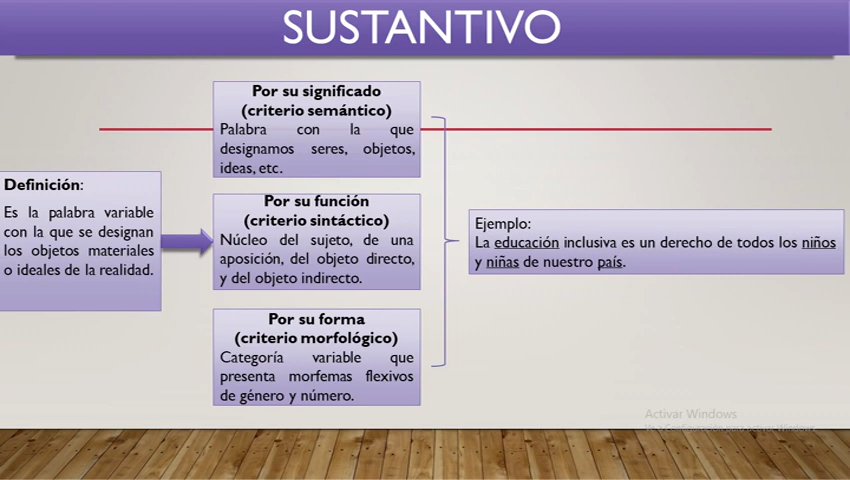 SUSTANTIVO
Definición:
Es la palabra variable
con la que se designan
los objetos materiales
o ideales de la realidad.
Por su significado
(criterio semántico)
Palabra con la que
designamos seres, objetos,
ideas, etc.
Por su función
(criterio sintáctico)
Núcleo del sujeto, de una
aposición, del objeto directo,
y del objeto indirecto.
Por su forma
(criterio morfológico)
Categoría variable que
presenta morfemas flexivos
de género y número.
Ejemplo:
La educación inclusiva es un derecho de todos los niños
y niñas de nuestro país.
Activar Windows